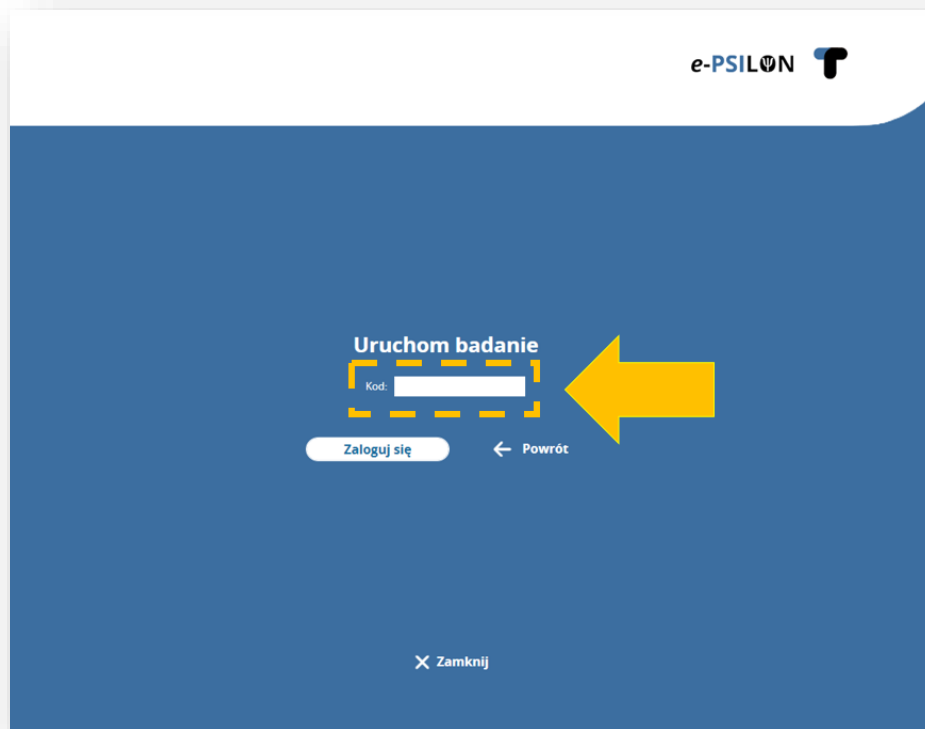 e-PSILON
Uruchom badanie
Kod:
Zaloguj się
Powrót
Zamknij